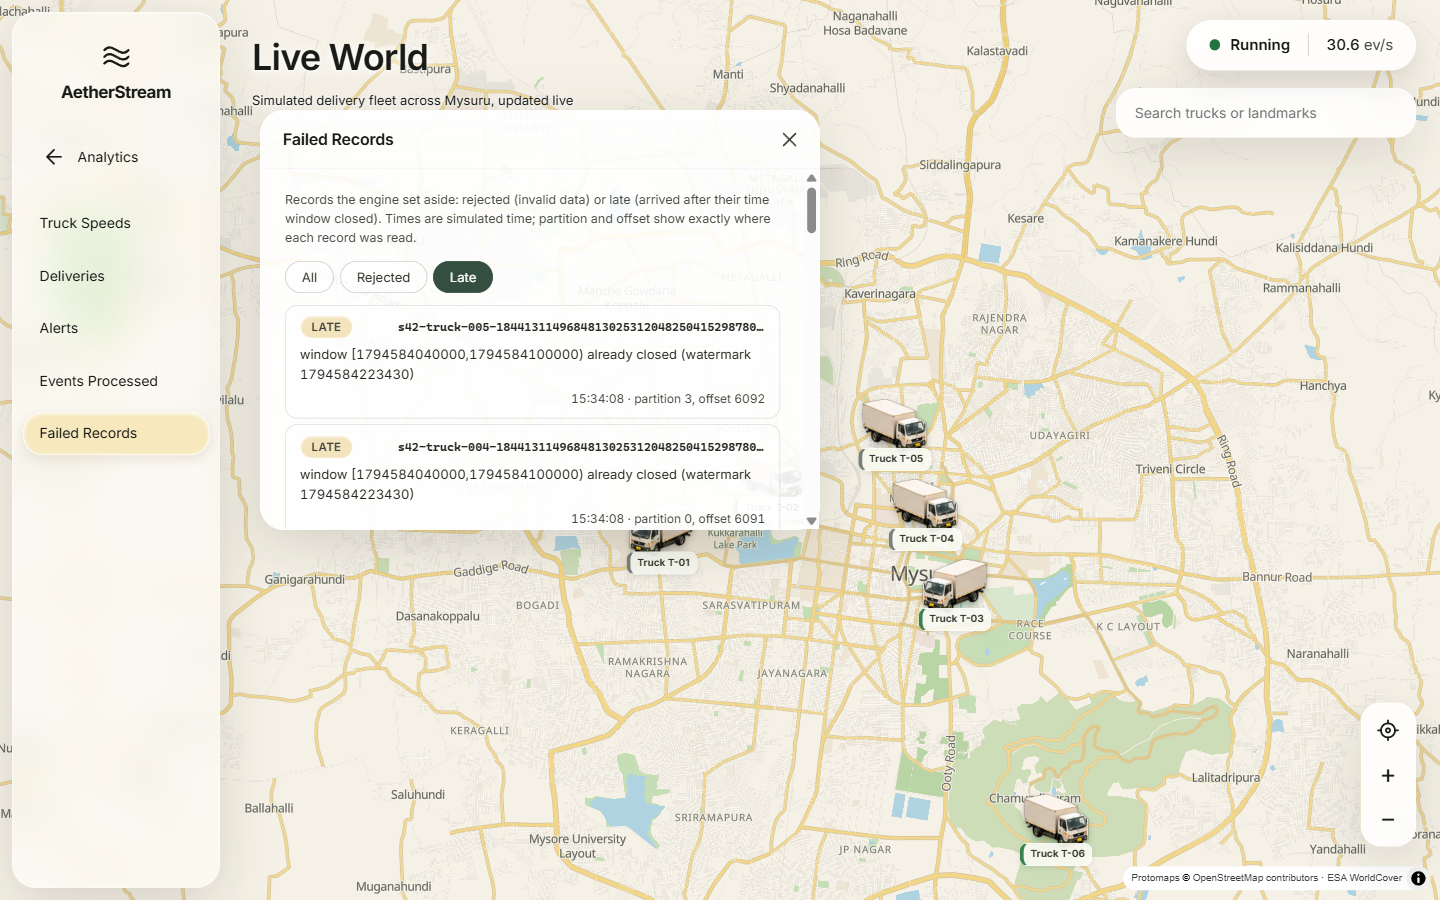 AetherStream
Analytics
Truck Speeds
Deliveries
Alerts
Events Processed
Failed Records
Live World
Simulated delivery fleet across Mysuru, updated live
Running
30.6 ev/s
Search trucks or landmarks
Failed Records
Records the engine set aside: rejected (invalid data) or late (arrived after their time
window closed). Times are simulated time; partition and offset show exactly where
each record was read.
All
Rejected
Late
LATE
s42-truck-005-1844131149684813025312048250415298780…
window [1794584040000,1794584100000) already closed (watermark
1794584223430)
15:34:08 · partition 3, offset 6092
LATE
s42-truck-004-1844131149684813025312048250415298780…
window [1794584040000,1794584100000) already closed (watermark
1794584223430)
15:34:08 · partition 0, offset 6091
Naganahalli
Hosa Badavane
Kalastavadi
Manti
Shyadanahalli
Bastipura
Siddalingapura
Kesare
Kamanakere Hundi
Kalisiddana Hundi
Ring Road
Kaverinagara
Rammanahalli
RAJENDRA
NAGAR
Hanchya
UDAYAGIRI
Ring Road
Triveni Circle
Truck T-05
Truck T-04
Truck T-01
Kukkarahalli
Lake Park
Truck T-03
Gaddige Road
Ganigarahundi
Dasanakoppalu
BOGADI
SARASVATIPURAM
RACE
COURSE
K C LAYOUT
Bannur Road
Naranahalli
RAMAKRISHNA
NAGARA
JAYANAGARA
KERAGALLI
Ooty Road
Lalitadripura
Saluhundi
Ballahalli
SRIRAMAPURA
Mysore University
Layout
JP NAGAR
Truck T-06
Yandahalli
Muganahundi
Protomaps © OpenStreetMap contributors · ESA WorldCover